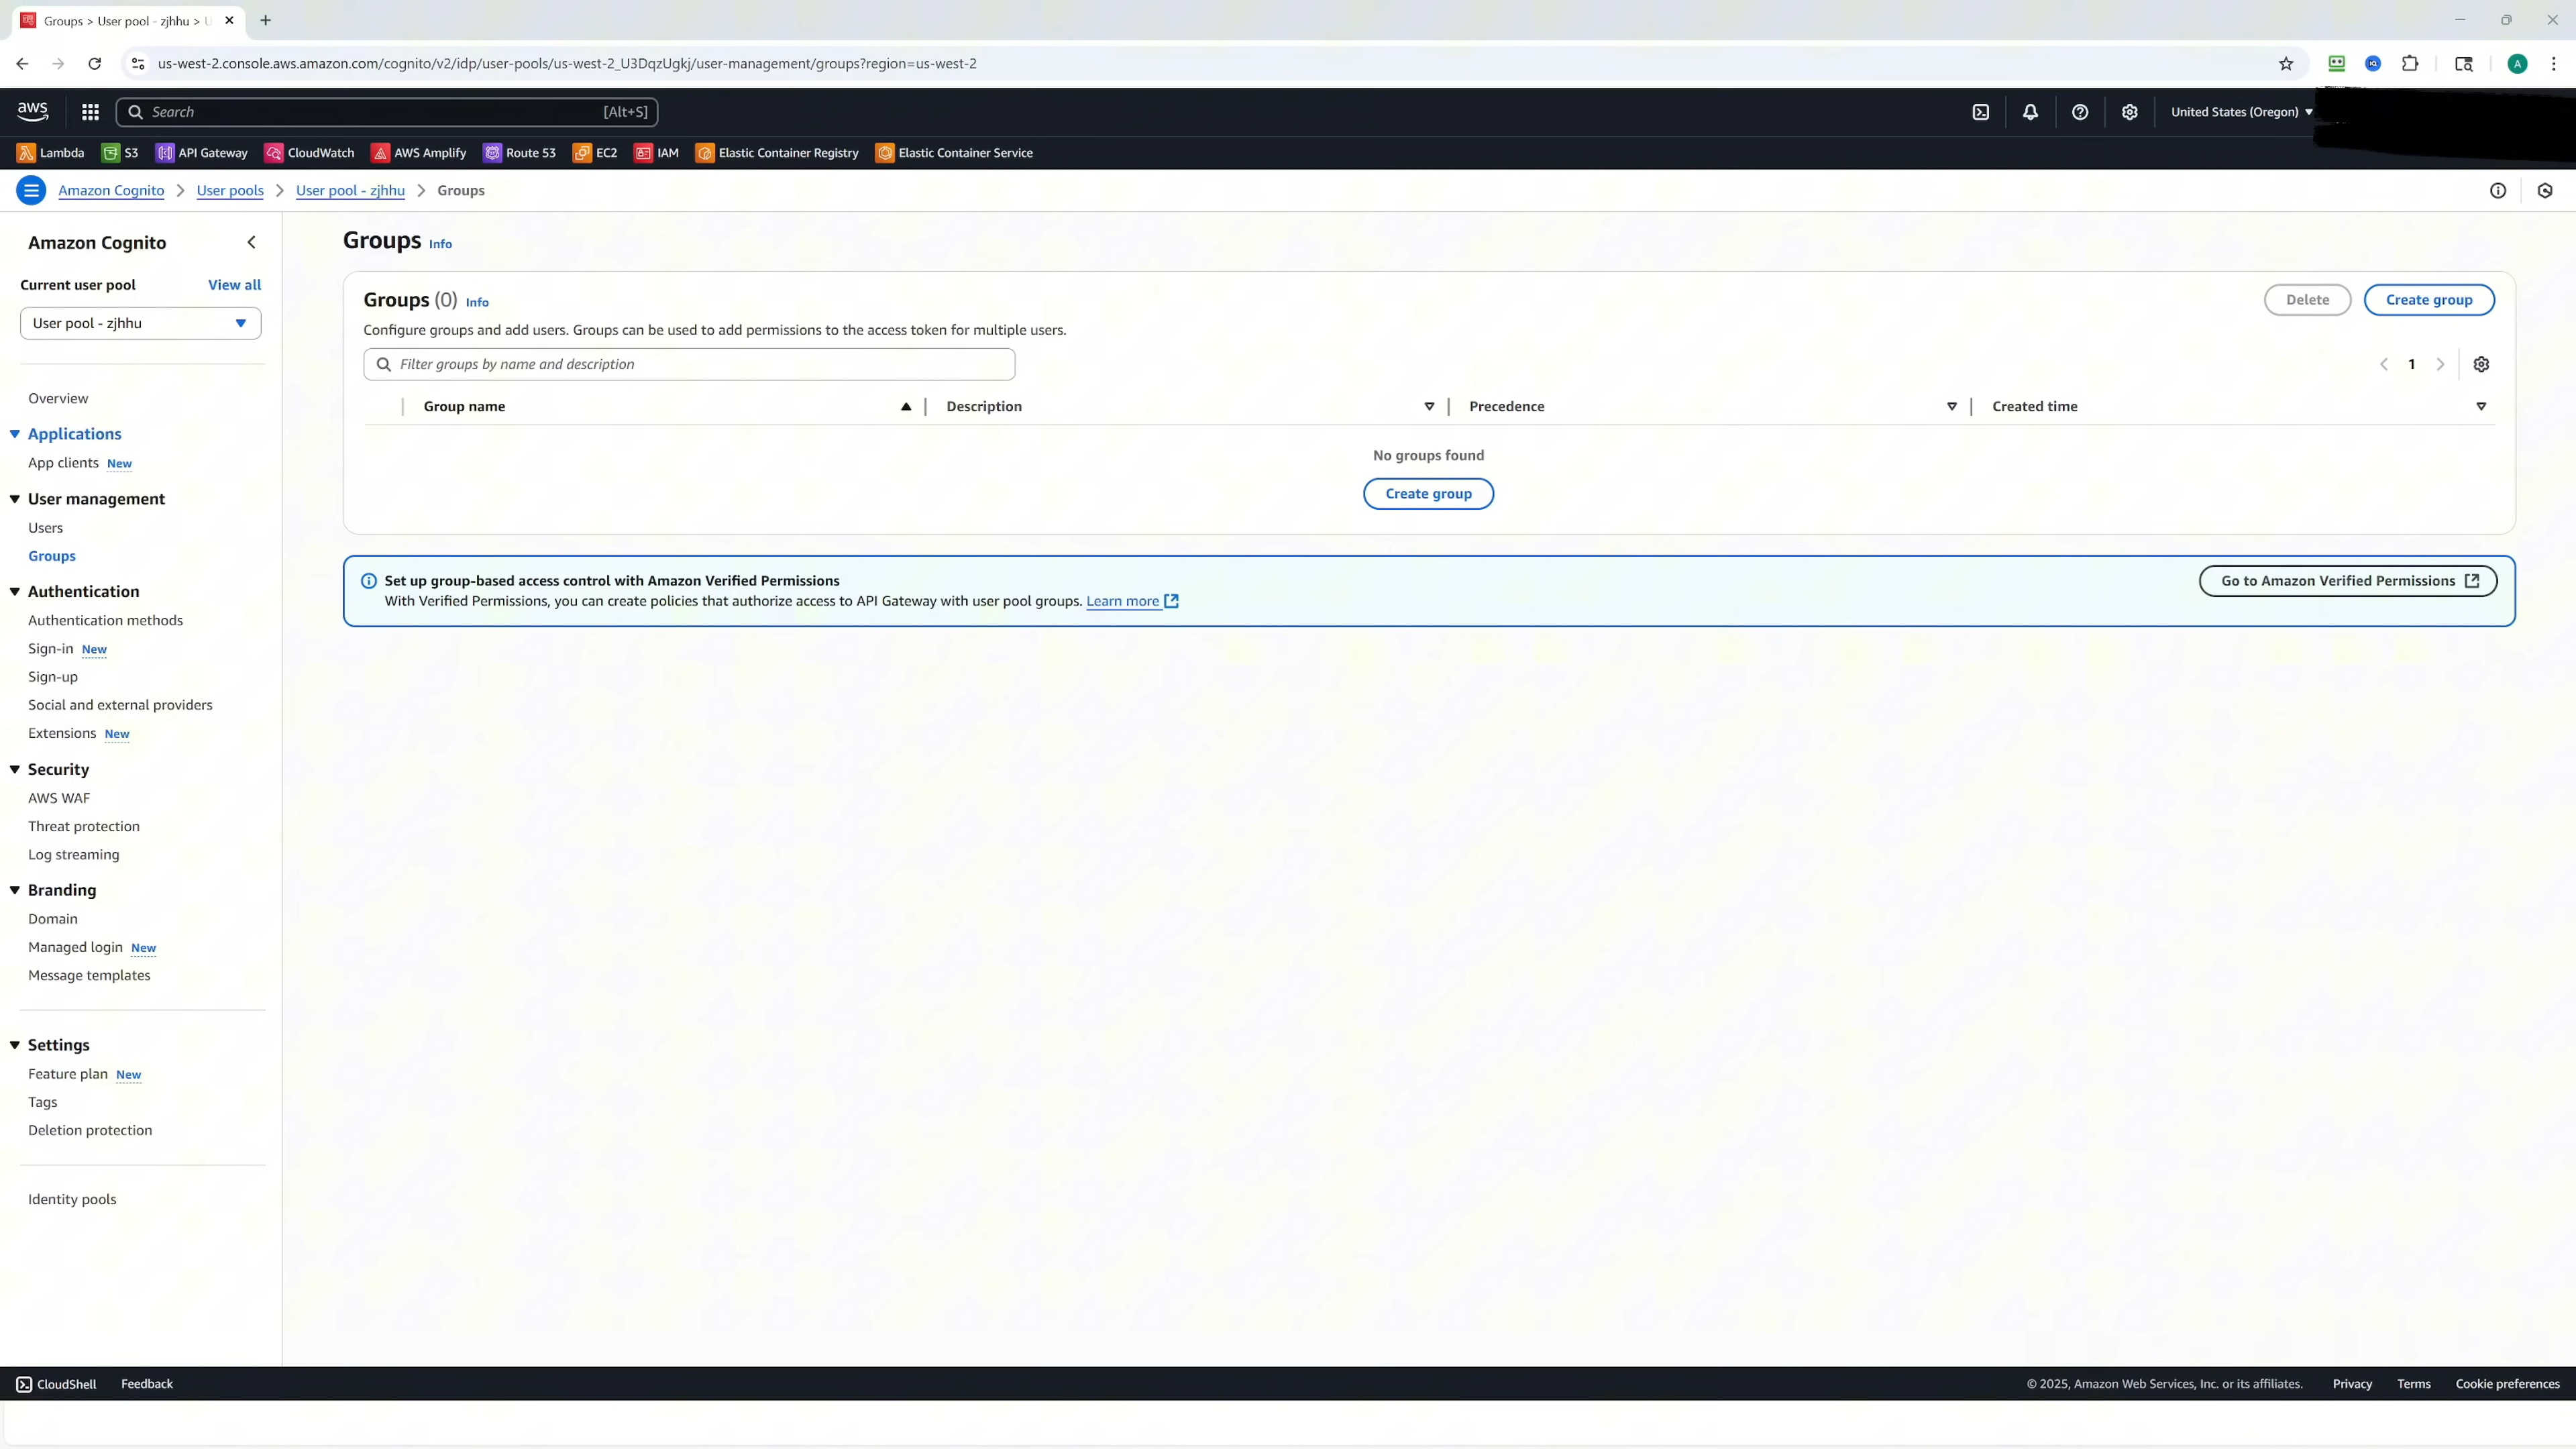 Groups > User pool - zjhhu > U
us-west-2.console.aws.amazon.com/cognito/v2/idp/user-pools/us-west-2_U3DqzUgkj/user-management/groups?region=us-west-2
A
aws Search [Alt+S] United States (Oregon)
Lambda S3 API Gateway CloudWatch AWS Amplify Route 53 EC2 IAM Elastic Container Registry Elastic Container Service
Amazon Cognito User pools User pool - zjhhu Groups
Amazon Cognito
Current user pool View all
User pool - zjhhu
Overview
Applications
App clients New
User management
Users
Groups
Authentication
Authentication methods
Sign-in New
Sign-up
Social and external providers
Extensions New
Security
AWS WAF
Threat protection
Log streaming
Branding
Domain
Managed login New
Message templates
Settings
Feature plan New
Tags
Deletion protection
Identity pools
Groups Info
Groups (0) Info
Delete Create group
Configure groups and add users. Groups can be used to add permissions to the access token for multiple users.
Filter groups by name and description
1
Group name Description Precedence Created time
No groups found
Create group
Set up group-based access control with Amazon Verified Permissions
With Verified Permissions, you can create policies that authorize access to API Gateway with user pool groups. Learn more
Go to Amazon Verified Permissions
CloudShell Feedback © 2025, Amazon Web Services, Inc. or its affiliates. Privacy Terms Cookie preferences